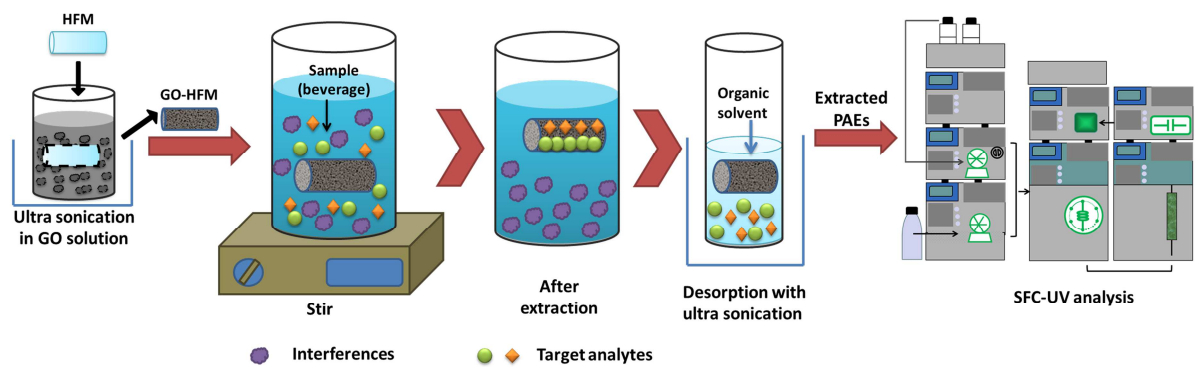 HFM
GO-HFM
Ultra sonication
in GO solution
Sample
(beverage)
Stir
After
extraction
Organic
solvent
Desorption with
ultra sonication
Extracted
PAEs
SFC-UV analysis
Interferences
Target analytes